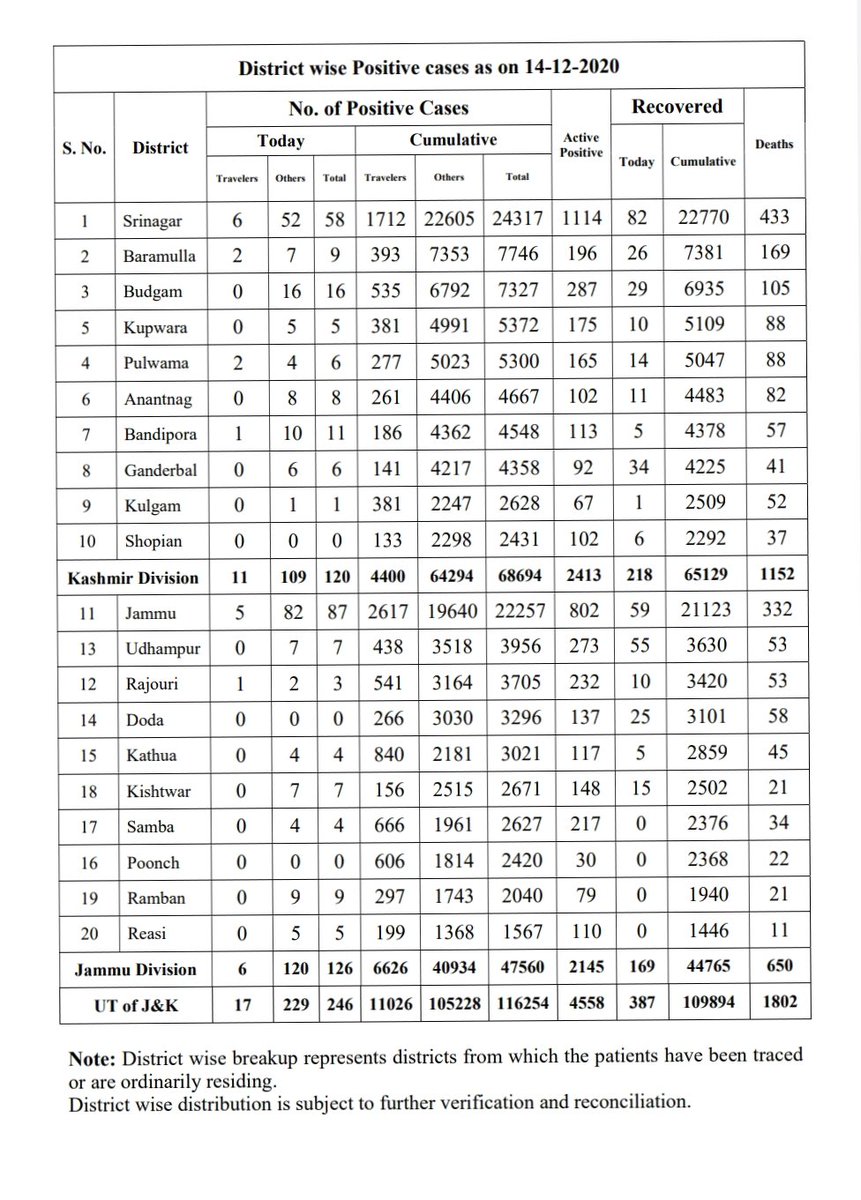 District wise Positive cases as on 14-12-2020
S. No. District No. of Positive Cases Active Positive Recovered Deaths
Today Cumulative Today Cumulative
Travelers Others Total Travelers Others Total
1 Srinagar 6 52 58 1712 22605 24317 1114 82 22770 433
2 Baramulla 2 7 9 393 7353 7746 196 26 7381 169
3 Budgam 0 16 16 535 6792 7327 287 29 6935 105
5 Kupwara 0 5 5 381 4991 5372 175 10 5109 88
4 Pulwama 2 4 6 277 5023 5300 165 14 5047 88
6 Anantnag 0 8 8 261 4406 4667 102 11 4483 82
7 Bandipora 1 10 11 186 4362 4548 113 5 4378 57
8 Ganderbal 0 6 6 141 4217 4358 92 34 4225 41
9 Kulgam 0 1 1 381 2247 2628 67 1 2509 52
10 Shopian 0 0 0 133 2298 2431 102 6 2292 37
Kashmir Division 11 109 120 4400 64294 68694 2413 218 65129 1152
11 Jammu 5 82 87 2617 19640 22257 802 59 21123 332
13 Udhampur 0 7 7 438 3518 3956 273 55 3630 53
12 Rajouri 1 2 3 541 3164 3705 232 10 3420 53
14 Doda 0 0 0 266 3030 3296 137 25 3101 58
15 Kathua 0 4 4 840 2181 3021 117 5 2859 45
18 Kishtwar 0 7 7 156 2515 2671 148 15 2502 21
17 Samba 0 4 4 666 1961 2627 217 0 2376 34
16 Poonch 0 0 0 606 1814 2420 30 0 2368 22
19 Ramban 0 9 9 297 1743 2040 79 0 1940 21
20 Reasi 0 5 5 199 1368 1567 110 0 1446 11
Jammu Division 6 120 126 6626 40934 47560 2145 169 44765 650
UT of J&K 17 229 246 11026 105228 116254 4558 387 109894 1802
Note: District wise breakup represents districts from which the patients have been traced
or are ordinarily residing.
District wise distribution is subject to further verification and reconciliation.